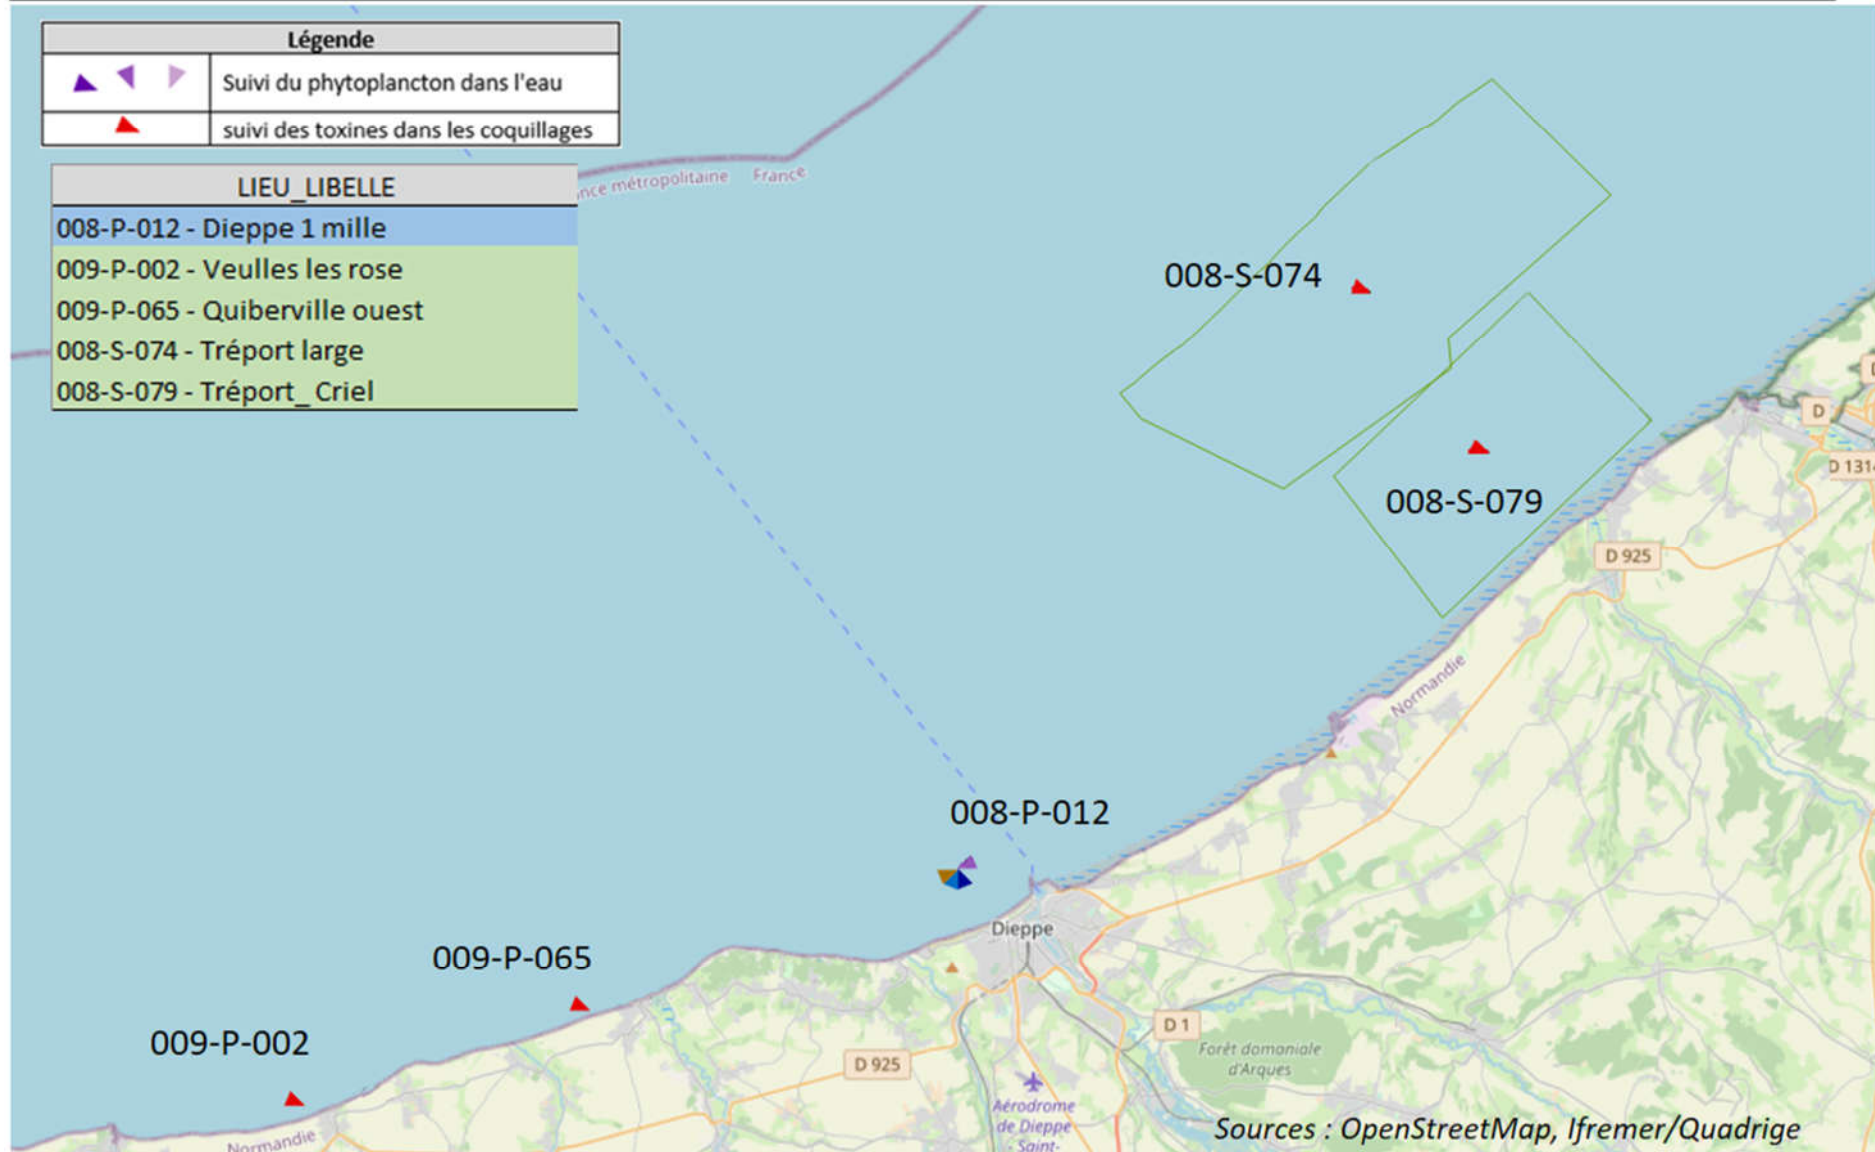 Légende
Suivi du phytoplancton dans l'eau
suivi des toxines dans les coquillages
LIEU_LIBELLE
008-P-012 - Dieppe 1 mille
009-P-002 - Veulles les rose
009-P-065 - Quiberville ouest
008-S-074 - Tréport large
008-S-079 - Tréport_ Criel
métropolitaine France
008-S-074
D
008-S-079
D 925
Normandie
008-P-012
Dieppe
009-P-065
D 1
009-P-002
D 925
Forêt domaniale
d'Arques
Aérodrome
de Dieppe
- Saint-
Normandie
Sources : OpenStreetMap, Ifremer/Quadrige